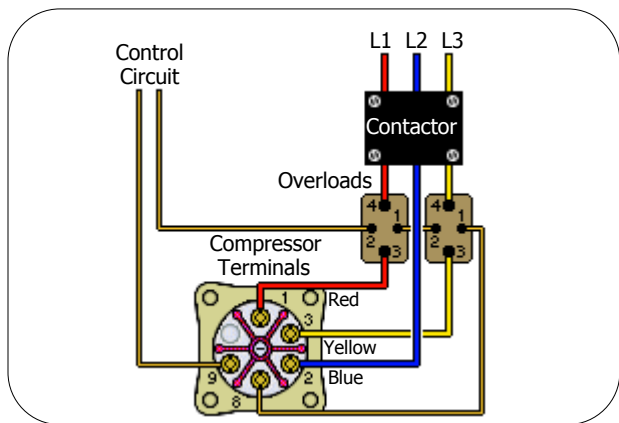 Control
Circuit
L1 L2 L3
Contactor
Overloads
4 1 2 3
4 1 2 3
Compressor
Terminals
1 Red
3
Yellow
Blue
9 2
8